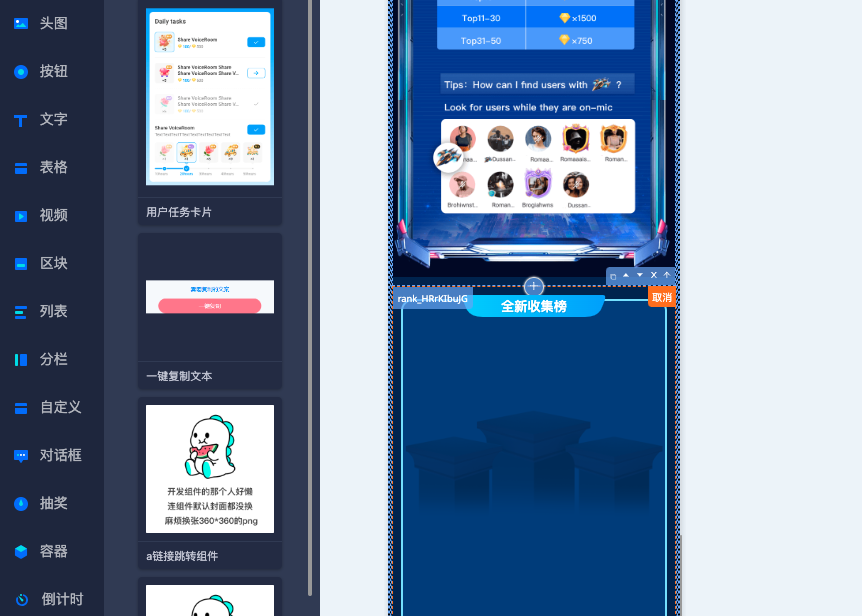 头图
按钮
文字
表格
视频
区块
列表
分栏
自定义
对话框
抽奖
容器
倒计时
Daily tasks
Share VoiceRoom
Share VoiceRoom Share
Share VoiceRoom Share V...
Share VoiceRoom Share
Share VoiceRoom Share V...
Share VoiceRoom
用户任务卡片
一键复制文本
开发组件的那个人好懒
连组件默认封面都没换
麻烦换张360*360的png
a链接跳转组件
Top11-30 ×1500
Top31-50 ×750
Tips: How can I find users with ?
Look for users while they are on-mic
Dussan...
Romaa...
Romaaais...
Roman...
Brohlwnst...
Roman...
Brogiahwns
Dussan..
rank_HRrKlbuJG
取消
全新收集榜